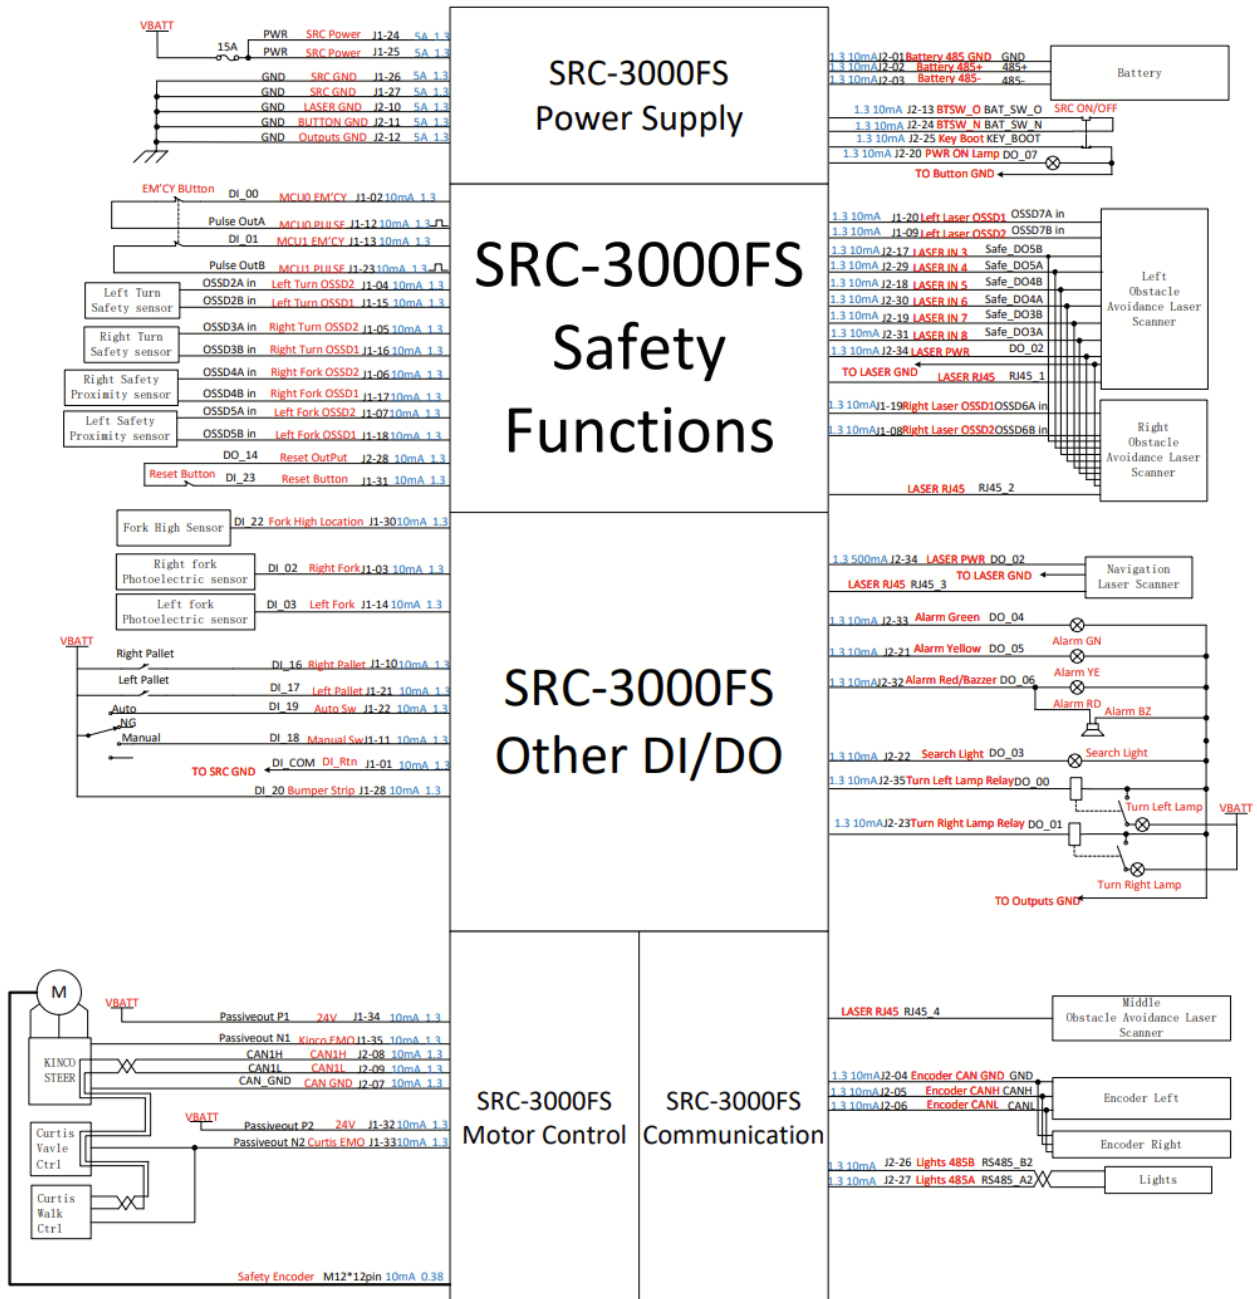 VBATT
15A
PWR SRC Power J1-24 5A 1.3
PWR SRC Power J1-25 5A 1.3
GND SRC GND J1-26 5A 1.3
GND SRC GND J1-27 5A 1.3
GND LASER GND J2-10 5A 1.3
GND BUTTON GND J2-11 5A 1.3
GND Outputs GND J2-12 5A 1.3
SRC-3000FS
Power Supply
1.3 10mA J2-01 Battery 485 GND GND
1.3 10mA J2-02 Battery 485+ 485+
1.3 10mA J2-03 Battery 485- 485-
Battery
1.3 10mA J2-13 BTSW_O BAT_SW_O SRC ON/OFF
1.3 10mA J2-24 BTSW_N BAT_SW_N
1.3 10mA J2-25 Key Boot KEY_BOOT
1.3 10mA J2-20 PWR ON Lamp DO_07
TO Button GND
EM'CY BUtton DI_00 MCU0 EM'CY J1-02 10mA 1.3
Pulse OutA MCU0 PULSE J1-12 10mA 1.3
DI_01 MCU1 EM'CY J1-13 10mA 1.3
Pulse OutB MCU1 PULSE J1-23 10mA 1.3
Left Turn
Safety sensor
OSSD2A in Left Turn OSSD2 J1-04 10mA 1.3
OSSD2B in Left Turn OSSD1 J1-15 10mA 1.3
Right Turn
Safety sensor
OSSD3A in Right Turn OSSD2 J1-05 10mA 1.3
OSSD3B in Right Turn OSSD1 J1-16 10mA 1.3
Right Safety
Proximity sensor
OSSD4A in Right Fork OSSD2 J1-06 10mA 1.3
OSSD4B in Right Fork OSSD1 J1-17 10mA 1.3
Left Safety
Proximity sensor
OSSD5A in Left Fork OSSD2 J1-07 10mA 1.3
OSSD5B in Left Fork OSSD1 J1-18 10mA 1.3
DO_14 Reset OutPut J2-28 10mA 1.3
Reset Button DI_23 Reset Button J1-31 10mA 1.3
SRC-3000FS
Safety
Functions
1.3 10mA J1-20 Left Laser OSSD1 OSSD7A in
1.3 10mA J1-09 Left Laser OSSD2 OSSD7B in
1.3 10mA J2-17 LASER IN 3 Safe_DO5B
1.3 10mA J2-29 LASER IN 4 Safe_DO5A
1.3 10mA J2-18 LASER IN 5 Safe_DO4B
1.3 10mA J2-30 LASER IN 6 Safe_DO4A
1.3 10mA J2-19 LASER IN 7 Safe_DO3B
1.3 10mA J2-31 LASER IN 8 Safe_DO3A
1.3 10mA J2-34 LASER PWR DO_02
TO LASER GND
LASER RJ45 RJ45_1
Left
Obstacle
Avoidance Laser
Scanner
1.3 10mA J1-19 Right Laser OSSD1 OSSD6A in
1.3 10mA J1-08 Right Laser OSSD2 OSSD6B in
LASER RJ45 RJ45_2
Right
Obstacle
Avoidance Laser
Scanner
Fork High Sensor
DI_22 Fork High Location J1-30 10mA 1.3
Right fork
Photoelectric sensor
DI_02 Right Fork J1-03 10mA 1.3
Left fork
Photoelectric sensor
DI_03 Left Fork J1-14 10mA 1.3
VBATT
Right Pallet DI_16 Right Pallet J1-10 10mA 1.3
Left Pallet DI_17 Left Pallet J1-21 10mA 1.3
Auto DI_19 Auto Sw J1-22 10mA 1.3
NG
Manual DI_18 Manual Sw J1-11 10mA 1.3
TO SRC GND DI_COM DI_Rtn J1-01 10mA 1.3
DI_20 Bumper Strip J1-28 10mA 1.3
SRC-3000FS
Other DI/DO
1.3 500mA J2-34 LASER PWR DO_02
TO LASER GND
LASER RJ45 RJ45_3
Navigation
Laser Scanner
1.3 10mA J2-33 Alarm Green DO_04
Alarm GN
1.3 10mA J2-21 Alarm Yellow DO_05
Alarm YE
1.3 10mA J2-32 Alarm Red/Bazzer DO_06
Alarm RD
Alarm BZ
1.3 10mA J2-22 Search Light DO_03 Search Light
1.3 10mA J2-35 Turn Left Lamp Relay DO_00
Turn Left Lamp
VBATT
1.3 10mA J2-23 Turn Right Lamp Relay DO_01
Turn Right Lamp
TO Outputs GND
M
VBATT
Passiveout P1 24V J1-34 10mA 1.3
Passiveout N1 Kinco EMO J1-35 10mA 1.3
KINCO
STEER
CAN1H CAN1H J2-08 10mA 1.3
CAN1L CAN1L J2-09 10mA 1.3
CAN_GND CAN GND J2-07 10mA 1.3
VBATT
Passiveout P2 24V J1-32 10mA 1.3
Passiveout N2 Curtis EMO J1-33 10mA 1.3
Curtis
Vavle
Ctrl
Curtis
Walk
Ctrl
Safety Encoder M12*12pin 10mA 0.38
SRC-3000FS
Motor Control
SRC-3000FS
Communication
LASER RJ45 RJ45_4
Middle
Obstacle Avoidance Laser
Scanner
1.3 10mA J2-04 Encoder CAN GND GND
1.3 10mA J2-05 Encoder CANH CANH
1.3 10mA J2-06 Encoder CANL CANL
Encoder Left
Encoder Right
1.3 10mA J2-26 Lights 485B RS485_B2
1.3 10mA J2-27 Lights 485A RS485_A2
Lights